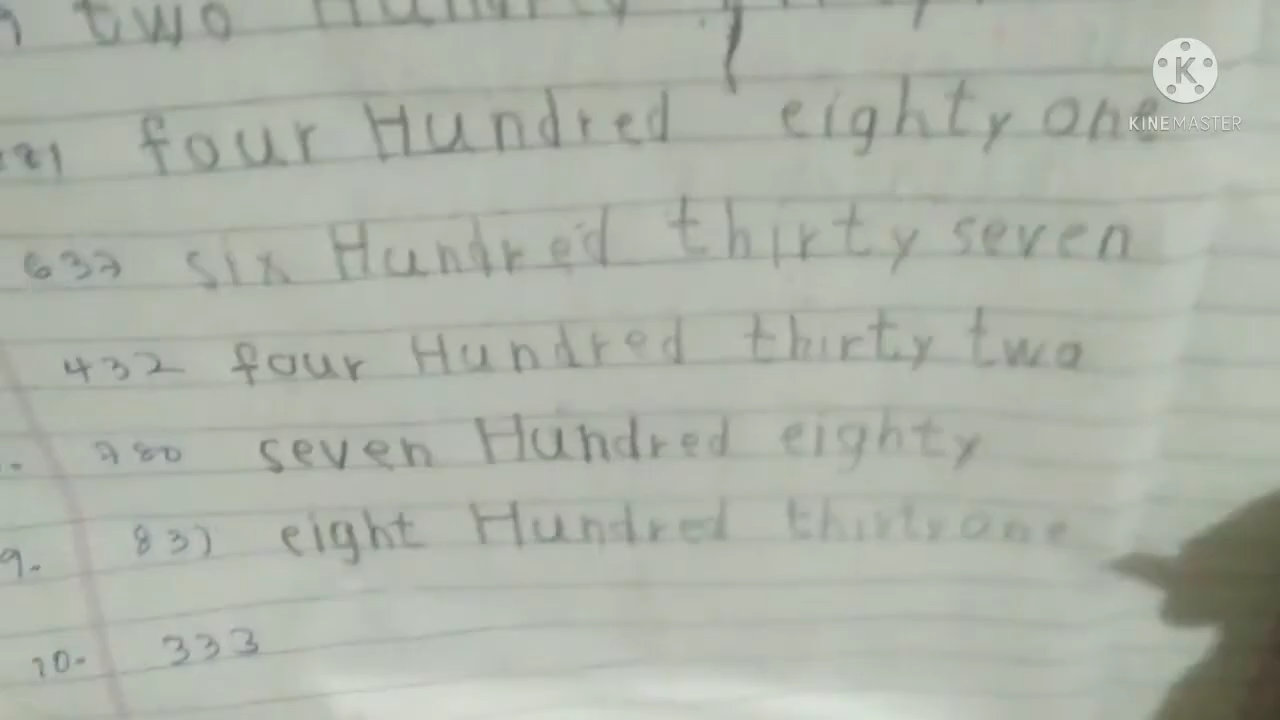 two
four Hundred eighty one
637 six Hundred thirty seven
432 four Hundred thirty two
780 seven Hundred eighty
9. 831 eight Hundred thirty one
10. 333
KINEMASTER